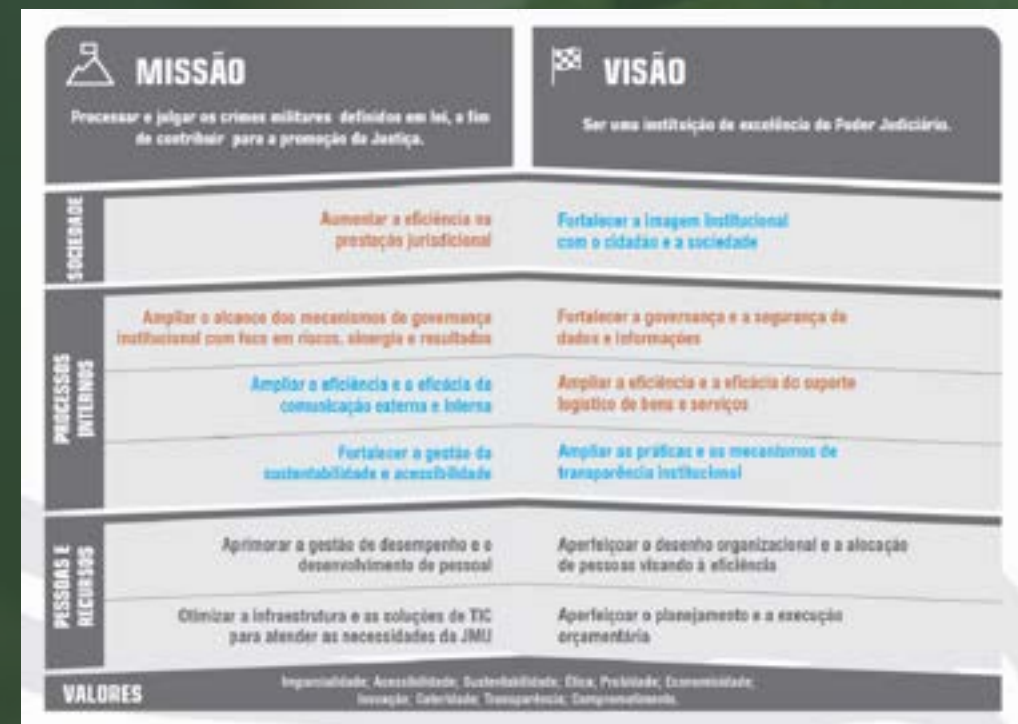 MISSÃO
Processar e julgar os crimes militares definidos em lei, a fim
de contribuir para a promoção da Justiça.
VISÃO
Ser uma instituição de excelência do Poder Judiciário.
SOCIEDADE
Aumentar a eficiência na
prestação jurisdicional
Fortalecer a imagem Institucional
com o cidadão e a sociedade
PROCESSOS
INTERNOS
Ampliar o alcance dos mecanismos de governança
institucional com foco em riscos, sinergia e resultados
Fortalecer a governança e a segurança de
dados e informações
Ampliar a eficiência e a eficácia da
comunicação externa e interna
Ampliar a eficiência e a eficácia do suporte
logístico de bens e serviços
Fortalecer a gestão da
sustentabilidade e acessibilidade
Ampliar as práticas e os mecanismos de
transparência institucional
PESSOAS E
RECURSOS
Aprimorar a gestão de desempenho e o
desenvolvimento de pessoal
Aperfeiçoar o desenho organizacional e a alocação
de pessoas visando à eficiência
Otimizar a infraestrutura e as soluções de TIC
para atender as necessidades da JMU
Aperfeiçoar o planejamento e a execução
orçamentária
VALORES
Imparcialidade; Acessibilidade; Sustentabilidade; Ética; Probidade; Economicidade;
Inovação; Celeridade; Transparência; Comprometimento.